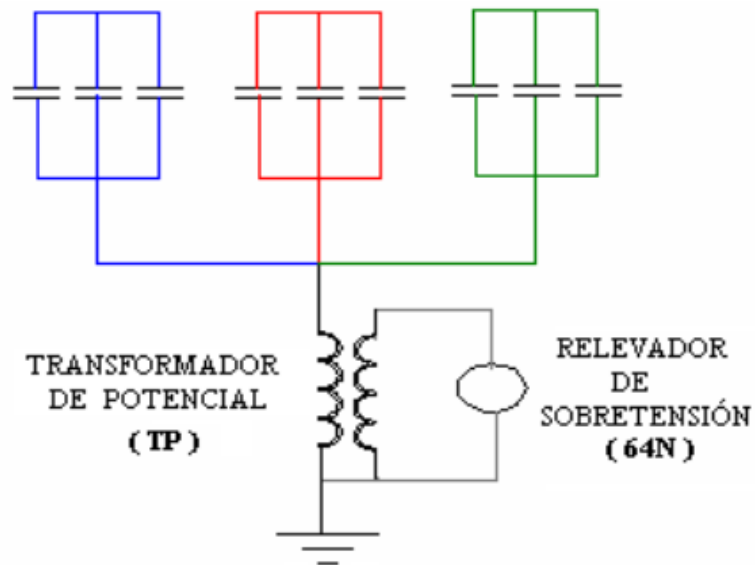 TRANSFORMADOR
DE POTENCIAL
( TP )
RELEVADOR
DE
SOBRETENSIÓN
( 64N )